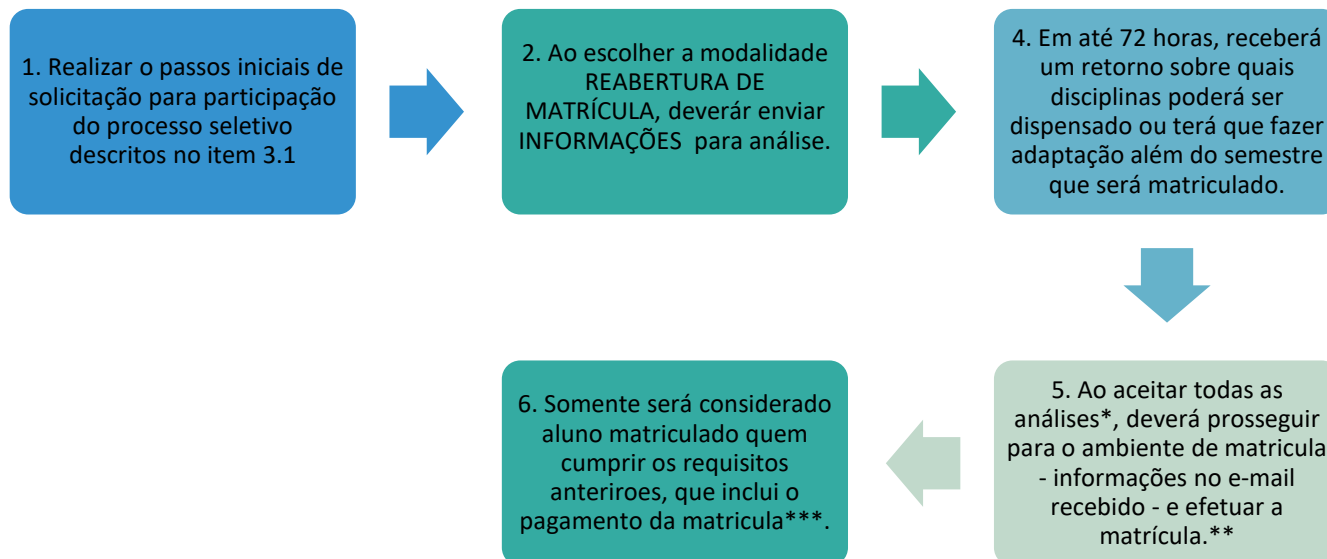 1. Realizar o passos iniciais de
solicitação para participação
do processo seletivo
descritos no item 3.1
2. Ao escolher a modalidade
REABERTURA DE
MATRÍCULA, deverár enviar
INFORMAÇÕES para análise.
4. Em até 72 horas, receberá
um retorno sobre quais
disciplinas poderá ser
dispensado ou terá que fazer
adaptação além do semestre
que será matriculado.
5. Ao aceitar todas as
análises*, deverá prosseguir
para o ambiente de matricula
- informações no e-mail
recebido - e efetuar a
matrícula.**
6. Somente será considerado
aluno matriculado quem
cumprir os requisitos
anteriroes, que inclui o
pagamento da matricula***.